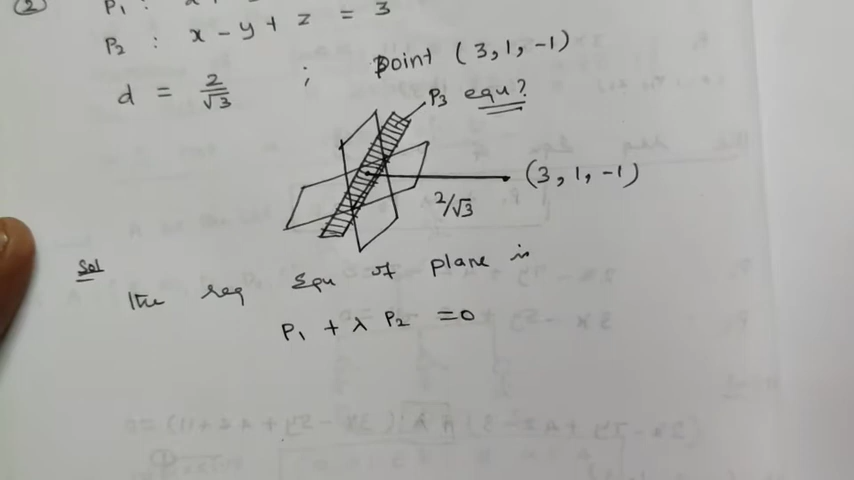 ②
P₁ :
P₂ : x - y + z = 3
d = 2/√3 ; point (3, 1, -1)
P₃ equ?
(3, 1, -1)
2/√3
Sol
The req Equ of plane is
P₁ + λ P₂ = 0